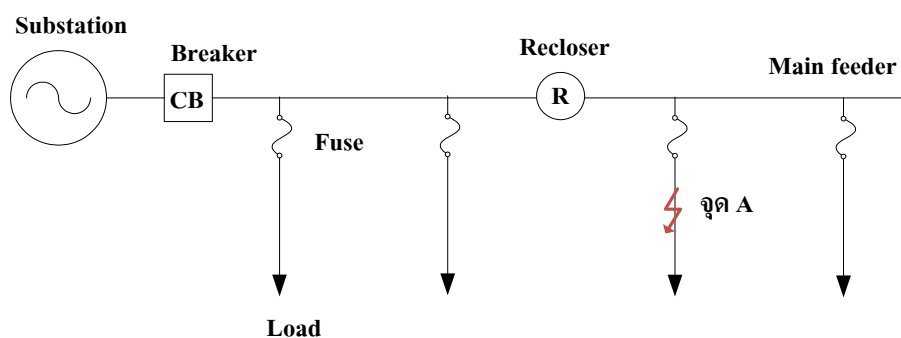 Substation
Breaker
Recloser
Main feeder
CB
R
Fuse
จุด A
Load